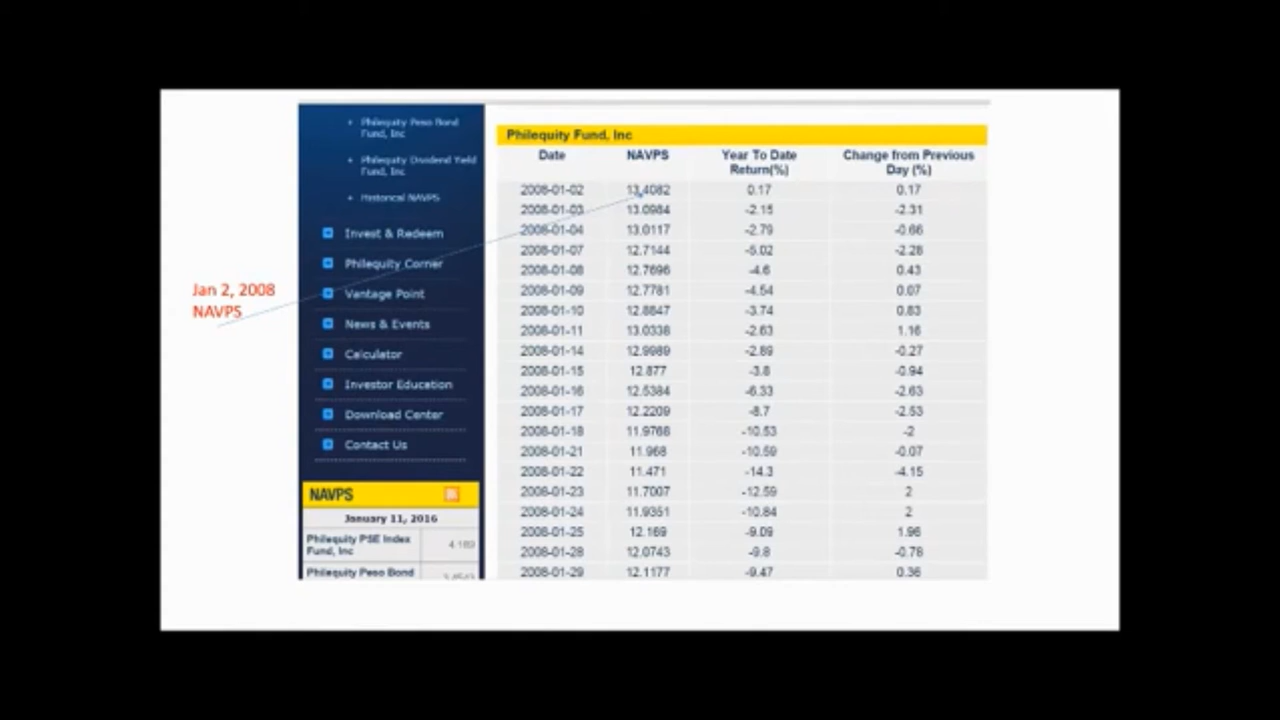 Philequity Peso Bond
Fund, Inc
Philequity Dividend Yield
Fund, Inc
Historical NAVPS
Invest & Redeem
Philequity Corner
Vantage Point
News & Events
Calculator
Investor Education
Download Center
Contact Us
NAVPS
January 11, 2016
Philequity PSE Index
Fund, Inc
4.169
Philequity Peso Bond
Jan 2, 2008
NAVPS
Philequity Fund, Inc
Date NAVPS Year To Date Change from Previous
Return(%) Day (%)
2008-01-02 13.4082 0.17 0.17
2008-01-03 13.0984 -2.15 -2.31
2008-01-04 13.0117 -2.79 -0.66
2008-01-07 12.7144 -5.02 -2.28
2008-01-08 12.7696 -4.6 0.43
2008-01-09 12.7781 -4.54 0.07
2008-01-10 12.8847 -3.74 0.83
2008-01-11 13.0338 -2.63 1.16
2008-01-14 12.9989 -2.89 -0.27
2008-01-15 12.877 -3.8 -0.94
2008-01-16 12.5384 -6.33 -2.63
2008-01-17 12.2209 -8.7 -2.53
2008-01-18 11.9766 -10.53 -2
2008-01-21 11.968 -10.59 -0.07
2008-01-22 11.471 -14.3 -4.15
2008-01-23 11.7007 -12.59 2
2008-01-24 11.9351 -10.84 2
2008-01-25 12.169 -9.09 1.96
2008-01-28 12.0743 -9.8 -0.78
2008-01-29 12.1177 -9.47 0.36